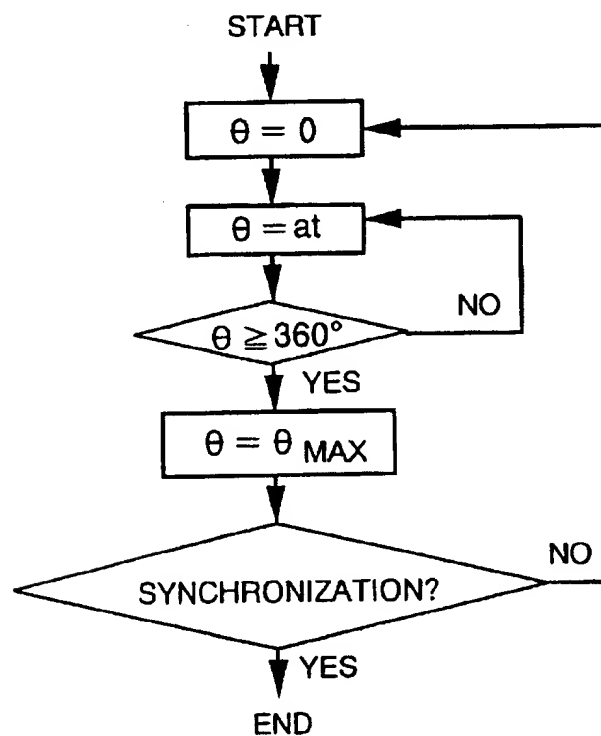 START
θ = 0
θ = at
θ ≧ 360°
NO
YES
θ = θ MAX
SYNCHRONIZATION?
NO
YES
END